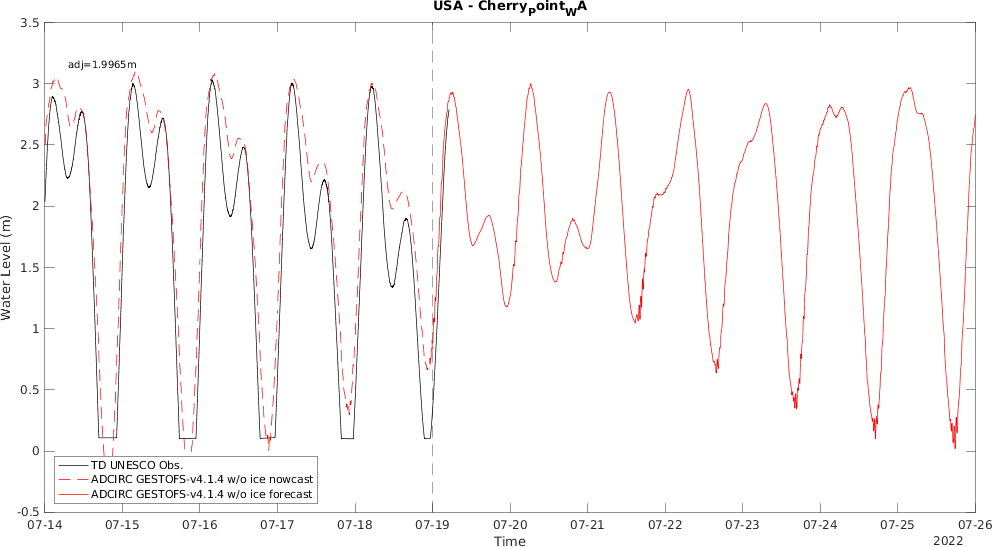 USA - CherryPointWA
3.5
adj=1.9965m
3
2.5
2
1.5
1
0.5
0
-0.5
Water Level (m)
TD UNESCO Obs.
ADCIRC GESTOFS-v4.1.4 w/o ice nowcast
ADCIRC GESTOFS-v4.1.4 w/o ice forecast
07-14 07-15 07-16 07-17 07-18 07-19 07-20 07-21 07-22 07-23 07-24 07-25 07-26
Time
2022